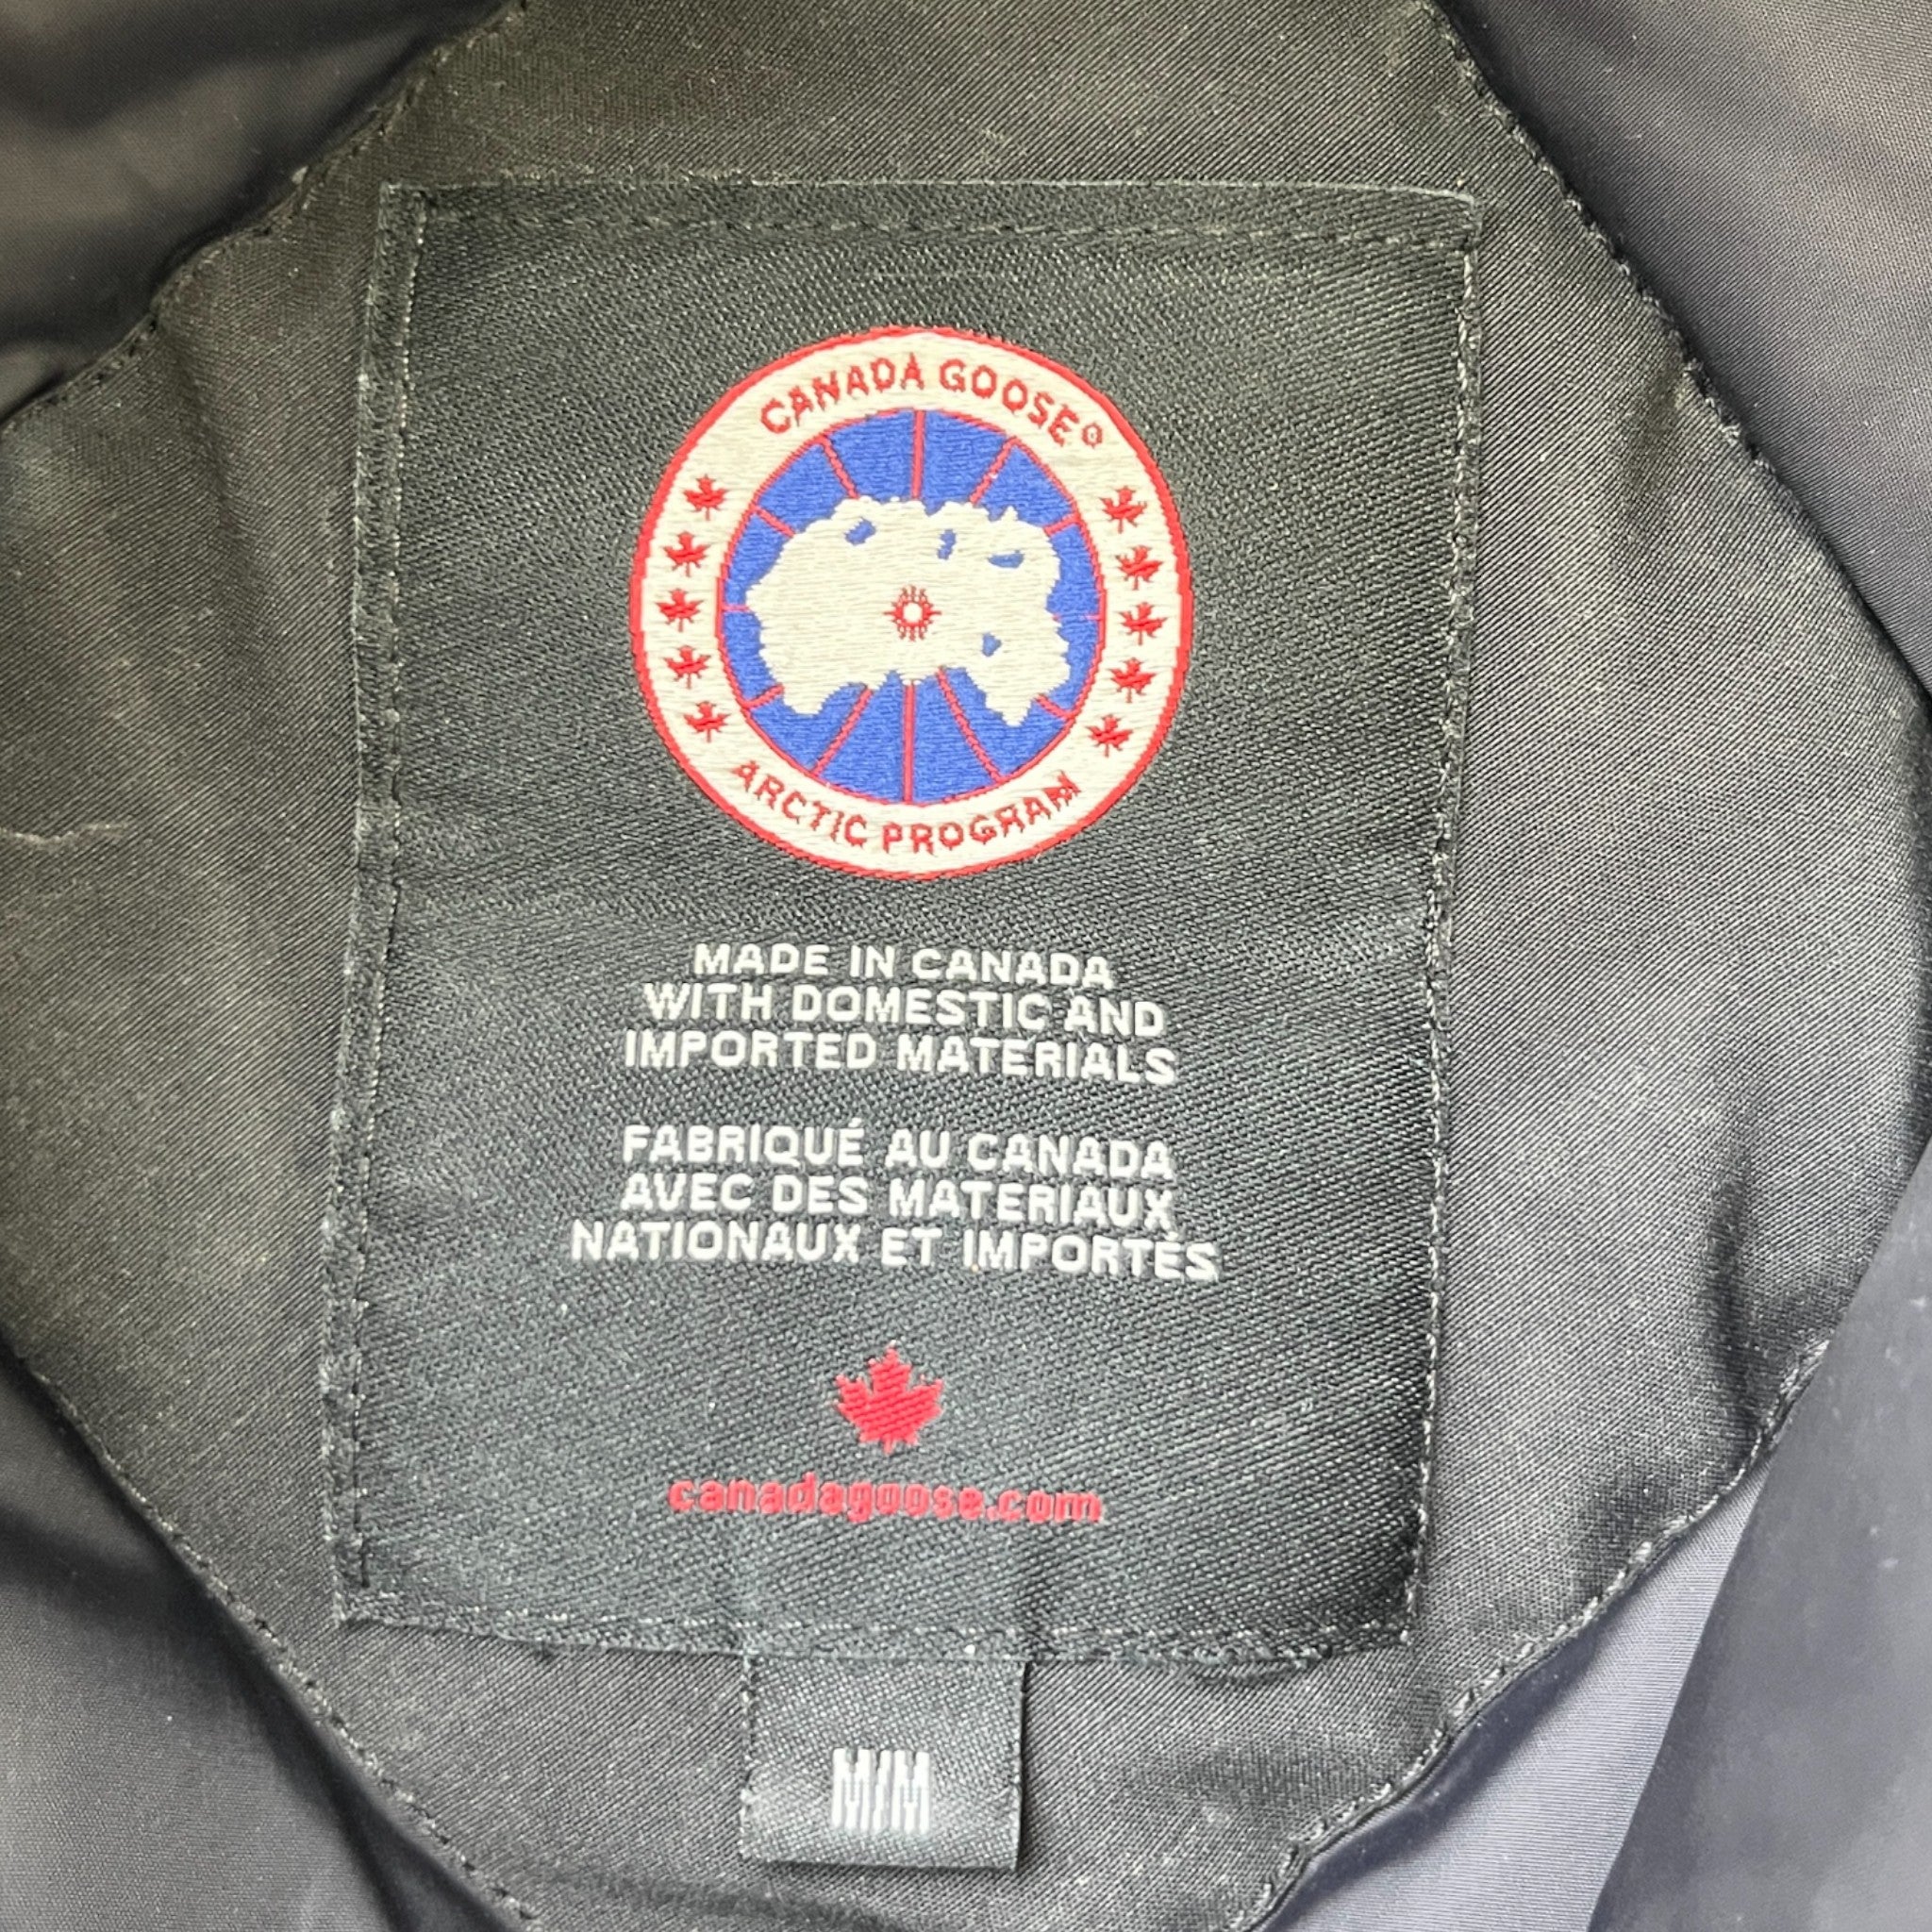 CANADA GOOSE®
ARCTIC PROGRAM
MADE IN CANADA
WITH DOMESTIC AND
IMPORTED MATERIALS
FABRIQUÉ AU CANADA
AVEC DES MATERIAUX
NATIONAUX ET IMPORTÉS
canadagoose.com
M/M